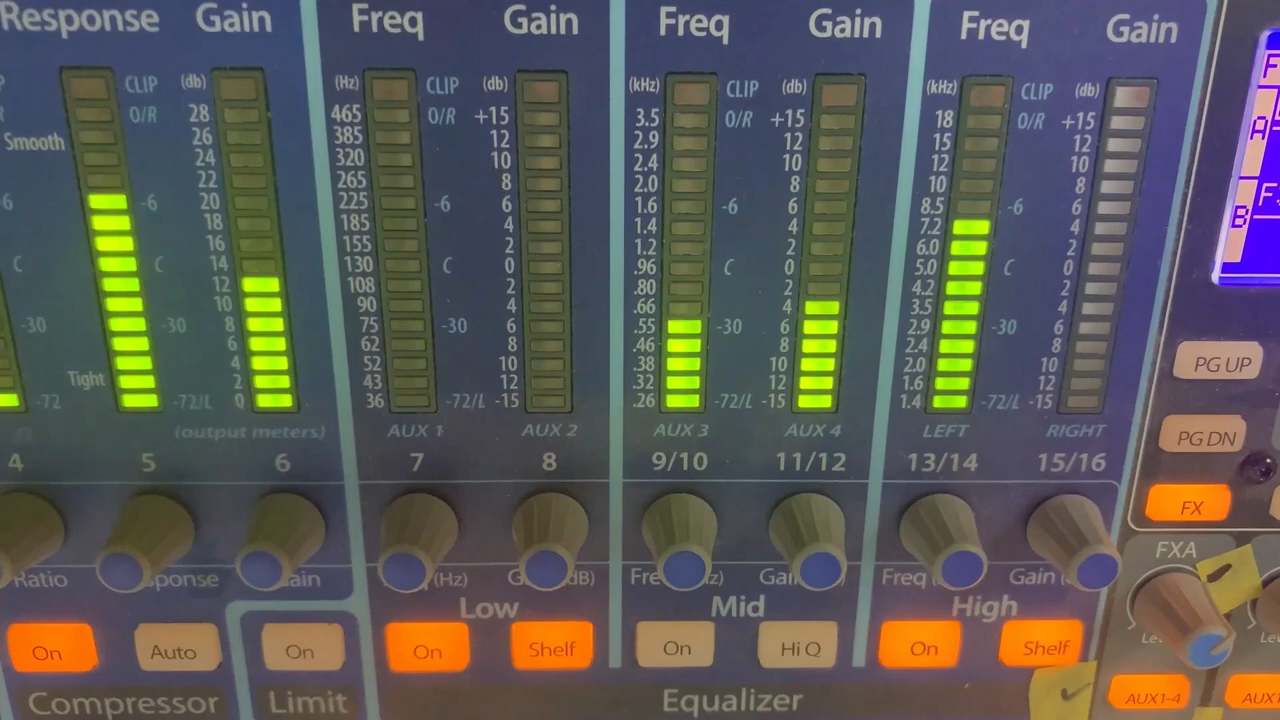 Response Gain Freq Gain Freq Gain Freq Gain
CLIP (db) (Hz) CLIP (db) (kHz) CLIP (db) (kHz) CLIP (db)
O/R 28 465 O/R +15 3.5 O/R +15 18 O/R +15
Smooth 26 385 12 2.9 12 15 12
24 320 10 2.4 10 12 10
22 265 8 2.0 8 10 8
-6 20 225 -6 6 1.6 -6 6 8.5 -6 6
18 185 4 1.4 4 7.2 4
16 155 2 1.2 2 6.0 2
C C 14 130 C 0 .96 C 0 5.0 C 0
12 108 2 .80 2 4.2 2
10 90 4 .66 4 3.5 4
-30 -30 8 75 -30 6 .55 -30 6 2.9 -30 6
6 62 8 .46 8 2.4 8
Tight 4 52 10 .38 10 2.0 10
2 43 12 .32 12 1.6 12
-72 -72/L 0 36 -72/L -15 .26 -72/L -15 1.4 -72/L -15
(output meters) AUX 1 AUX 2 AUX 3 AUX 4 LEFT RIGHT
4 5 6 7 8 9/10 11/12 13/14 15/16
F
A
B F
PG UP
PG DN
FX
FXA
Ratio (Hz) Gain Freq Gain
Low Mid High
On Auto On On Shelf On Hi Q On Shelf
Compressor Limit Equalizer
AUX1-4